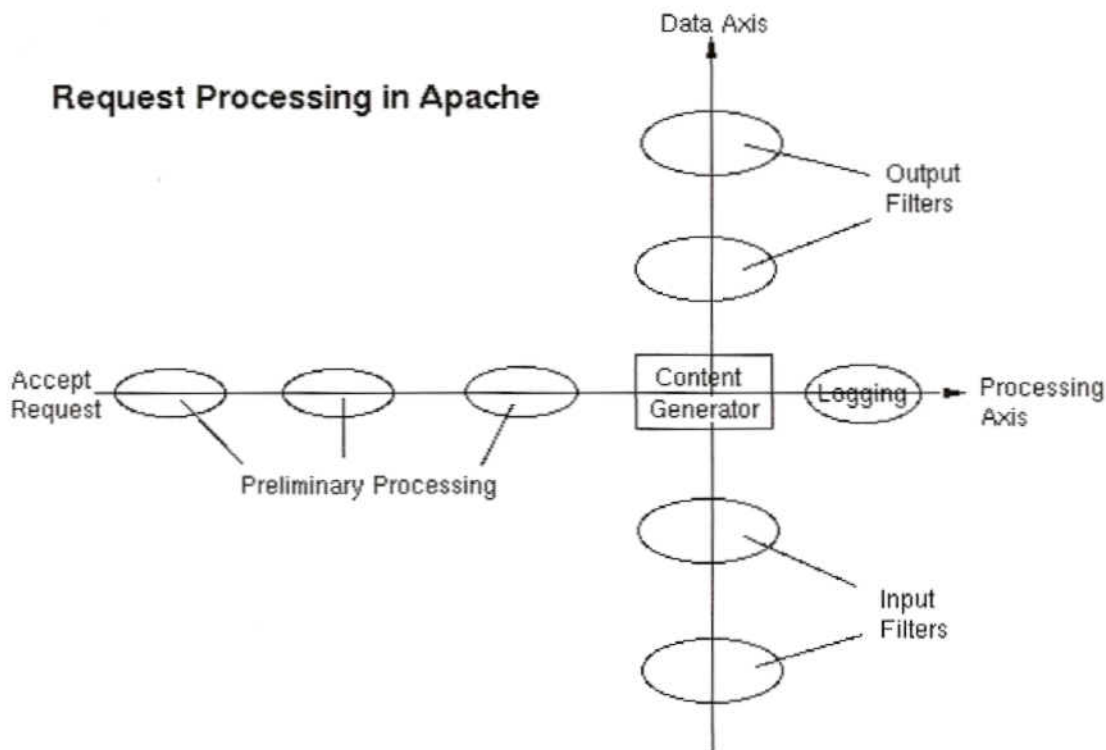 Data Axis
Request Processing in Apache
Output
Filters
Accept
Request
Content
Generator
Logging
Processing
Axis
Preliminary Processing
Input
Filters